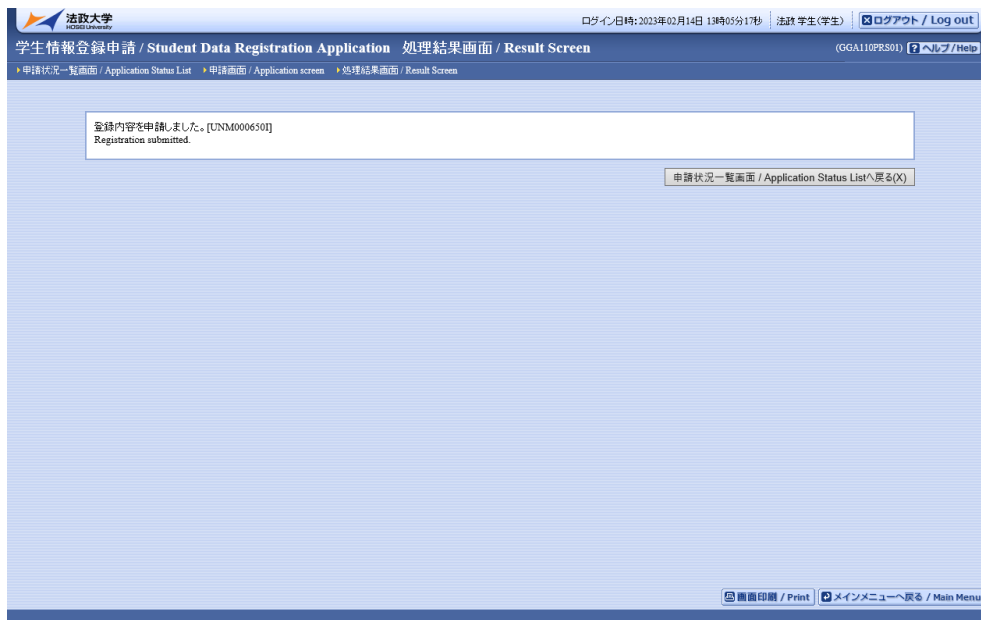 法政大学
HOSEI University
ログイン日時：2023年02月14日 13時05分17秒
法政 学生（学生）
ログアウト / Log out
学生情報登録申請 / Student Data Registration Application 処理結果画面 / Result Screen
(GGA110PRS01)
ヘルプ/Help
申請状況一覧画面 / Application Status List
申請画面 / Application screen
処理結果画面 / Result Screen
登録内容を申請しました。[UNM000650I]
Registration submitted.
申請状況一覧画面 / Application Status Listへ戻る(X)
画面印刷 / Print
メインメニューへ戻る / Main Menu